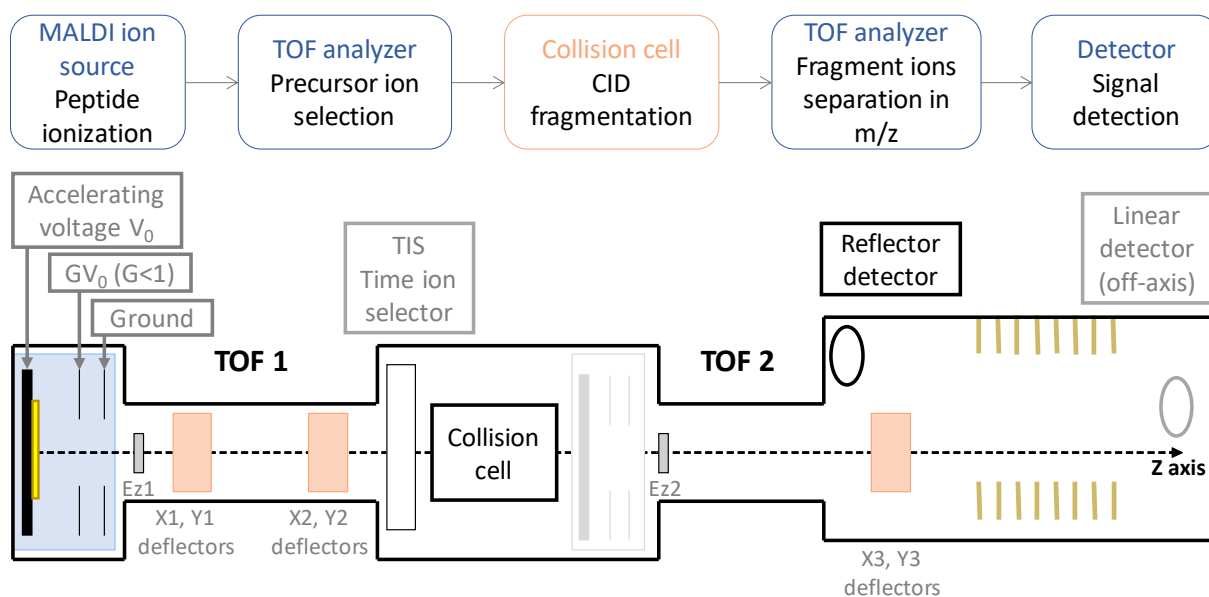 MALDI ion
source
Peptide
ionization
TOF analyzer
Precursor ion
selection
Collision cell
CID
fragmentation
TOF analyzer
Fragment ions
separation in
m/z
Detector
Signal
detection
Accelerating
voltage V₀
GV₀ (G<1)
Ground
TIS
Time ion
selector
Reflector
detector
Linear
detector
(off-axis)
TOF 1
TOF 2
Collision
cell
Z axis
Ez1
Ez2
X1, Y1
deflectors
X2, Y2
deflectors
X3, Y3
deflectors